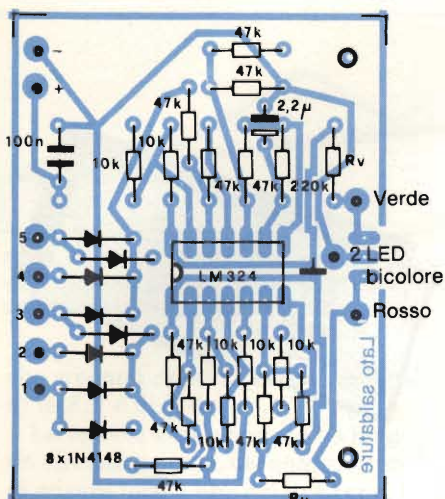 47k
−
+
47k
47k
2,2µ
100n
10k
10k
47k
47k
220k
Rv
Verde
5
4
3
2
1
LM324
2 LED
bicolore
Rosso
47k
10k
10k
10k
47k
10k
47k
47k
8x1N4148
47k
Rv
Lato saldature